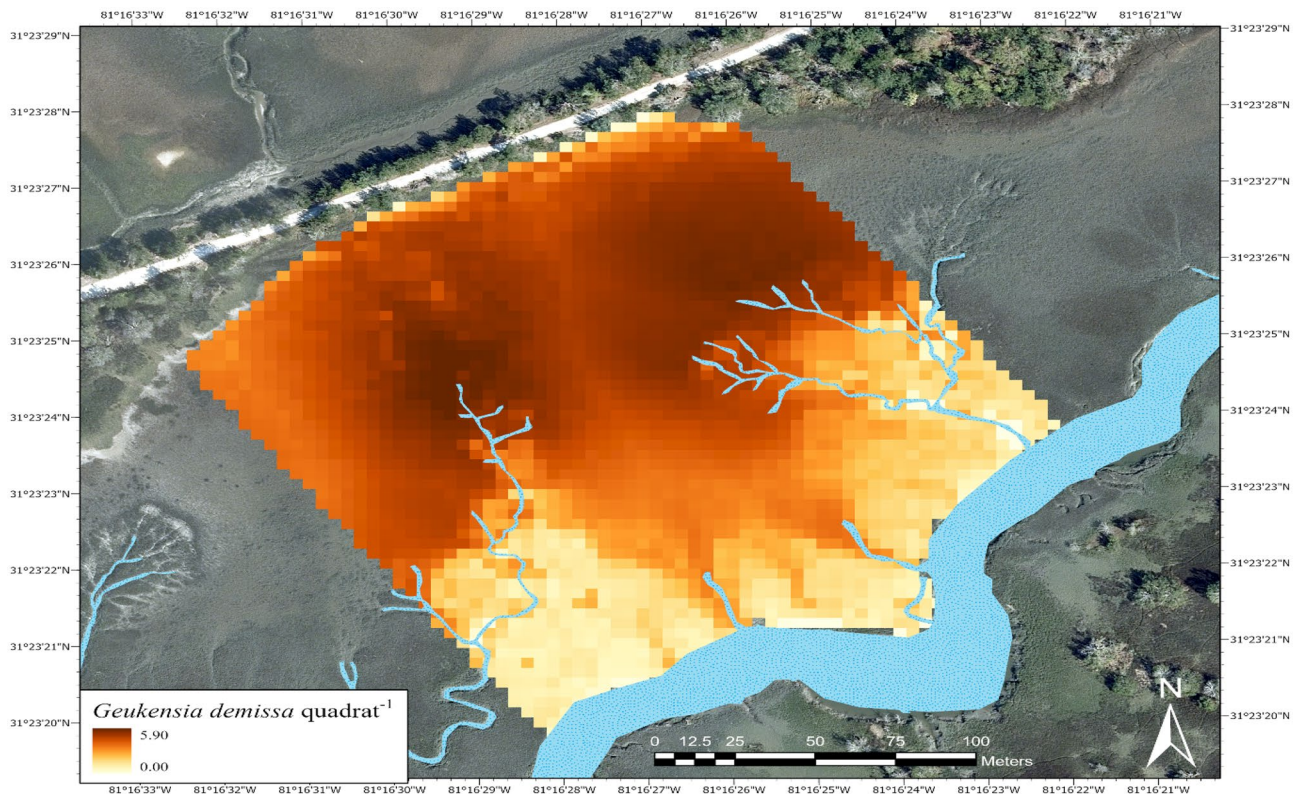 81°16'33"W 81°16'32"W 81°16'31"W 81°16'30"W 81°16'29"W 81°16'28"W 81°16'27"W 81°16'26"W 81°16'25"W 81°16'24"W 81°16'23"W 81°16'22"W 81°16'21"W
31°23'29"N 31°23'29"N
31°23'28"N 31°23'28"N
31°23'27"N 31°23'27"N
31°23'26"N 31°23'26"N
31°23'25"N 31°23'25"N
31°23'24"N 31°23'24"N
31°23'23"N 31°23'23"N
31°23'22"N 31°23'22"N
31°23'21"N 31°23'21"N
31°23'20"N 31°23'20"N
Geukensia demissa quadrat-1
5.90
0.00
N
0 12.5 25 50 75 100
Meters
81°16'33"W 81°16'32"W 81°16'31"W 81°16'30"W 81°16'29"W 81°16'28"W 81°16'27"W 81°16'26"W 81°16'25"W 81°16'24"W 81°16'23"W 81°16'22"W 81°16'21"W